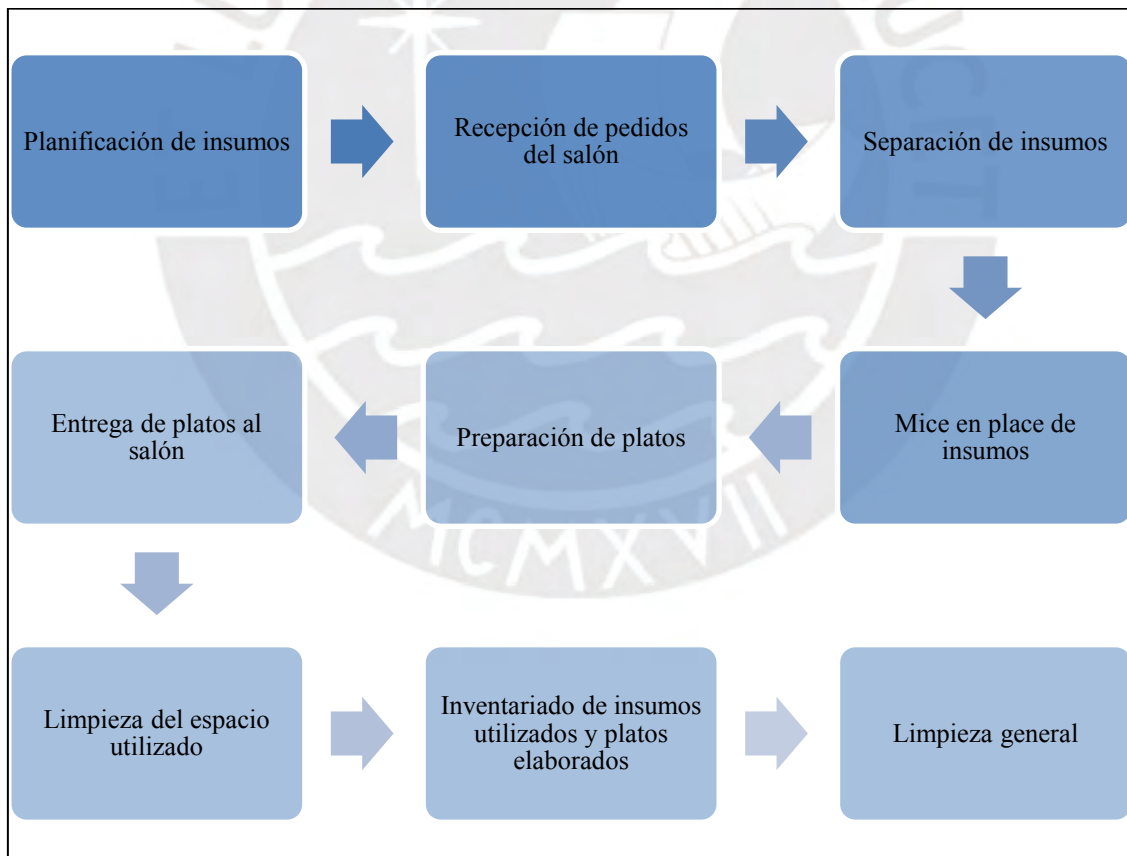 Planificación de insumos
Recepción de pedidos
del salón
Separación de insumos
Mice en place de
insumos
Preparación de platos
Entrega de platos al
salón
Limpieza del espacio
utilizado
Inventariado de insumos
utilizados y platos
elaborados
Limpieza general
MCMXVII